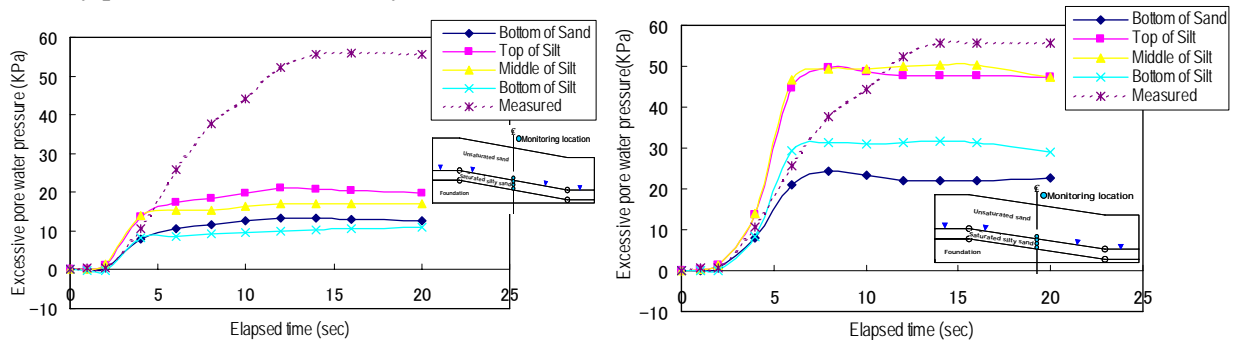 Bottom of Sand
Top of Silt
Middle of Silt
Bottom of Silt
Measured
Excessive pore water pressure (KPa)
60
50
40
30
20
10
0
-10
0
5
10
15
20
25
Elapsed time (sec)
Monitoring location
Unsaturated sand
Saturated silty sand
Foundation
Bottom of Sand
Top of Silt
Middle of Silt
Bottom of Silt
Measured
Excessive pore water pressure(KPa)
60
50
40
30
20
10
0
-10
0
5
10
15
20
25
Elapsed time (sec)
Monitoring location
Unsaturated sand
Saturated silty sand
Foundation